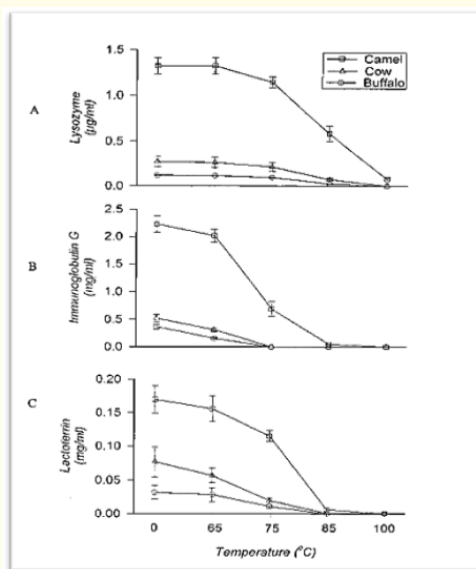 Camel
Cow
Buffalo
A
Lysozyme
(µg/ml)
1.5
1.0
0.5
0.0
B
Immunoglobulin G
(mg/ml)
2.5
2.0
1.5
1.0
0.5
0.0
C
Lactoferrin
(mg/ml)
0.20
0.15
0.10
0.05
0.00
0
65
75
85
100
Temperature (°C)